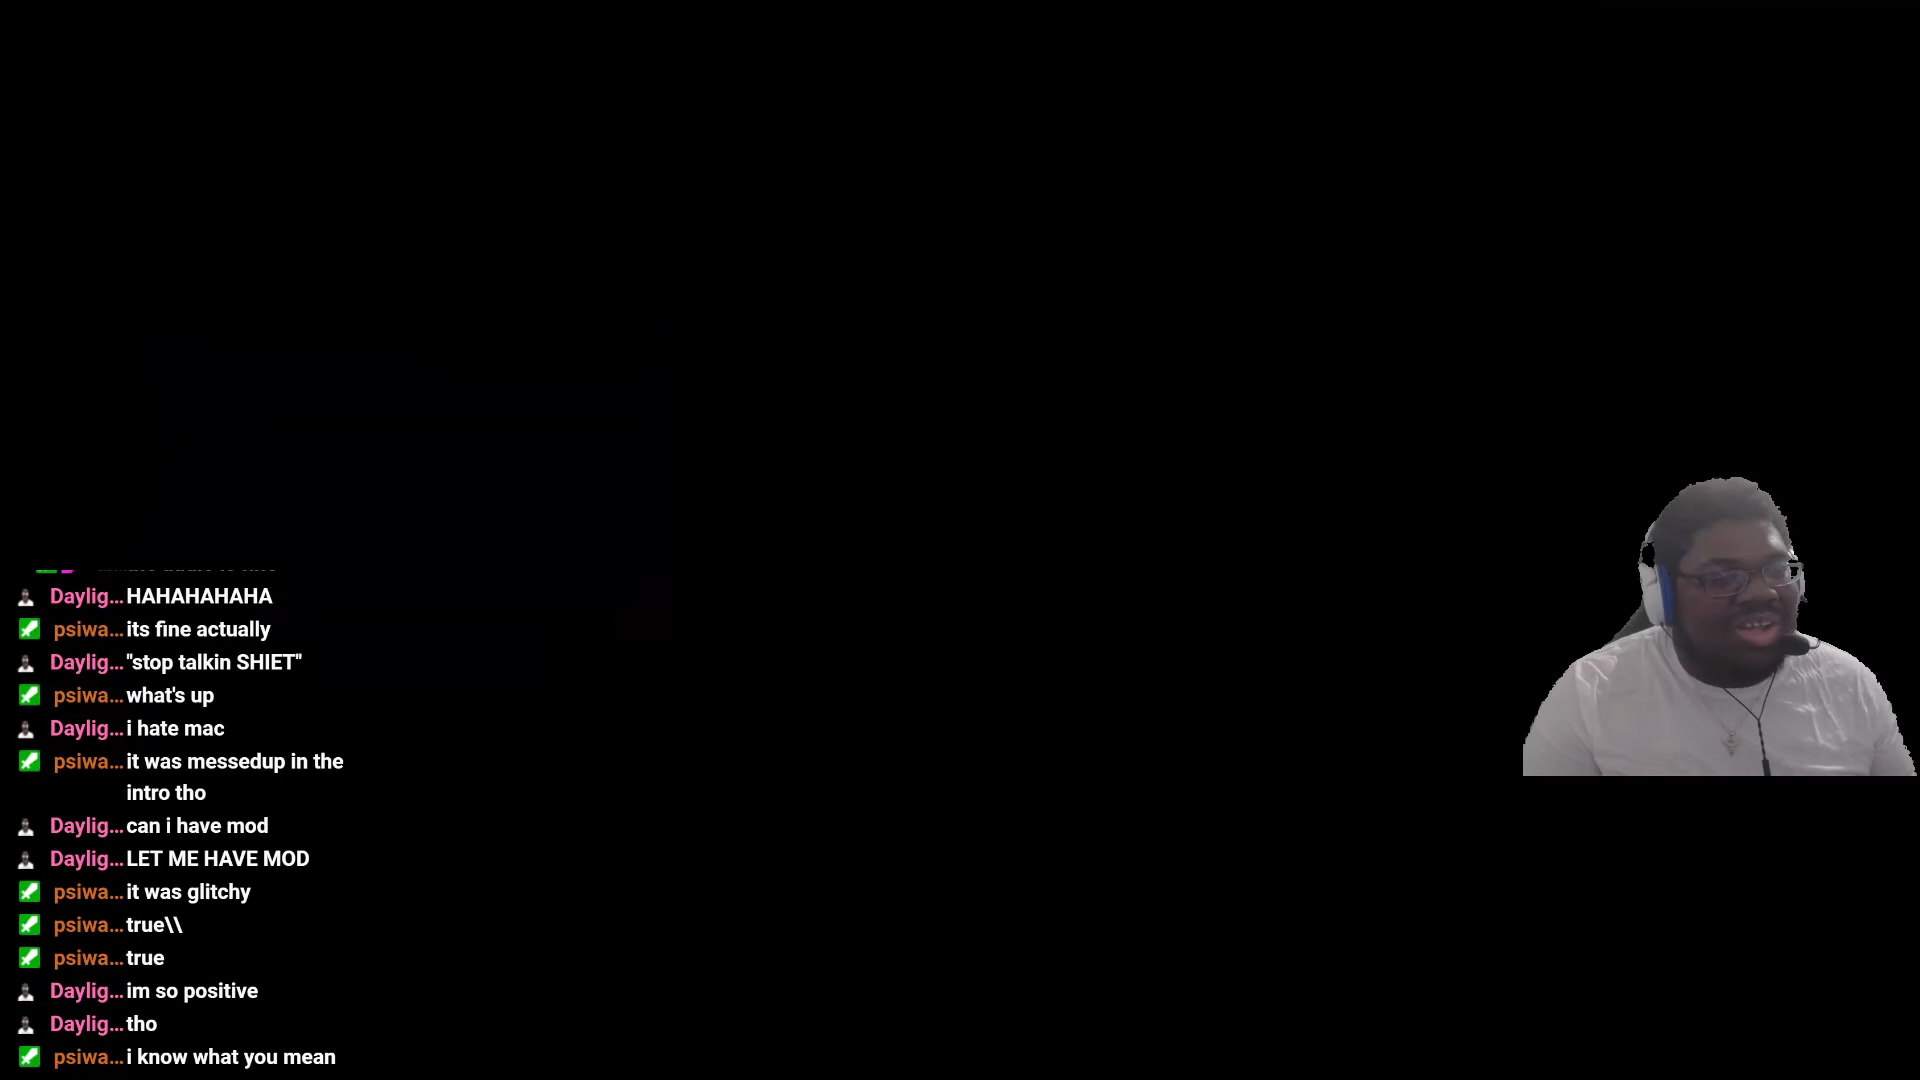 Daylig…HAHAHAHAHA
psiwa…its fine actually
Daylig…"stop talkin SHIET"
psiwa…what's up
Daylig…i hate mac
psiwa…it was messedup in the
intro tho
Daylig…can i have mod
Daylig…LET ME HAVE MOD
psiwa…it was glitchy
psiwa…true\\
psiwa…true
Daylig…im so positive
Daylig…tho
psiwa…i know what you mean